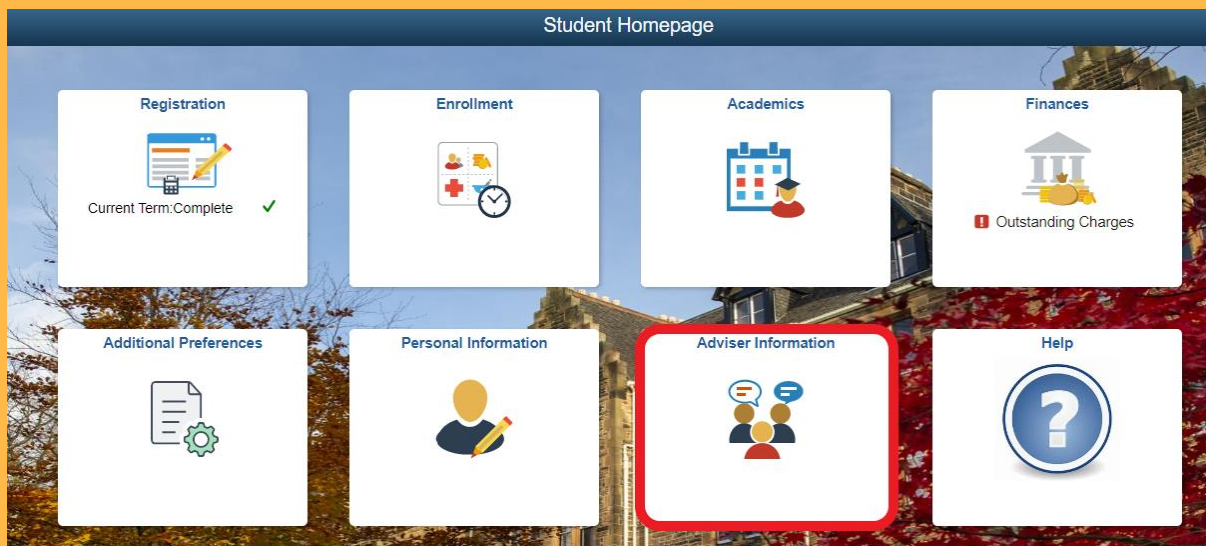 Student Homepage
Registration
Enrollment
Academics
Finances
Current Term:Complete
Outstanding Charges
Additional Preferences
Personal Information
Adviser Information
Help
?